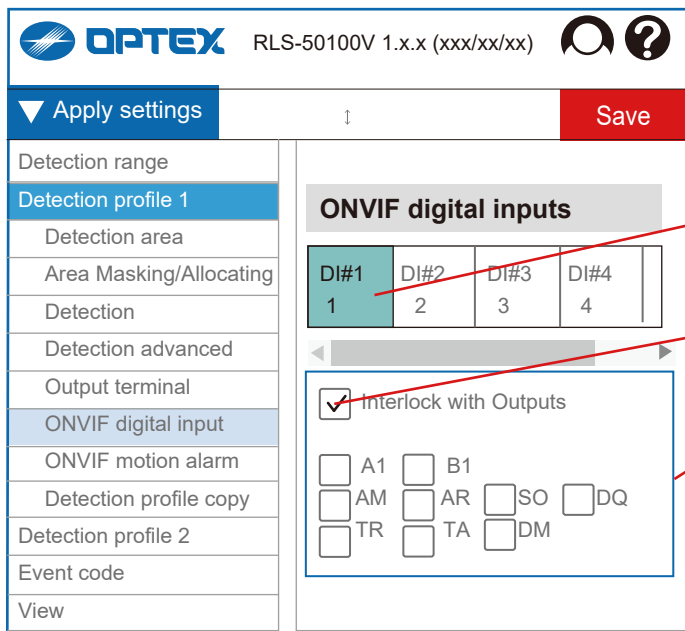 OPTEX RLS-50100V 1.x.x (xxx/xx/xx) ?
Apply settings
Save
Detection range
Detection profile 1
Detection area
Area Masking/Allocating
Detection
Detection advanced
Output terminal
ONVIF digital input
ONVIF motion alarm
Detection profile copy
Detection profile 2
Event code
View
ONVIF digital inputs
DI#1 DI#2 DI#3 DI#4
1 2 3 4
Interlock with Outputs
A1 B1
AM AR SO DQ
TR TA DM